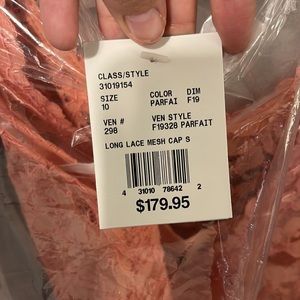 CLASS/STYLE
31019154
SIZE COLOR DIM
10 PARFAI F19
VEN # VEN STYLE
298 F19328 PARFAIT
LONG LACE MESH CAP S
4 31010 78642 2
$179.95